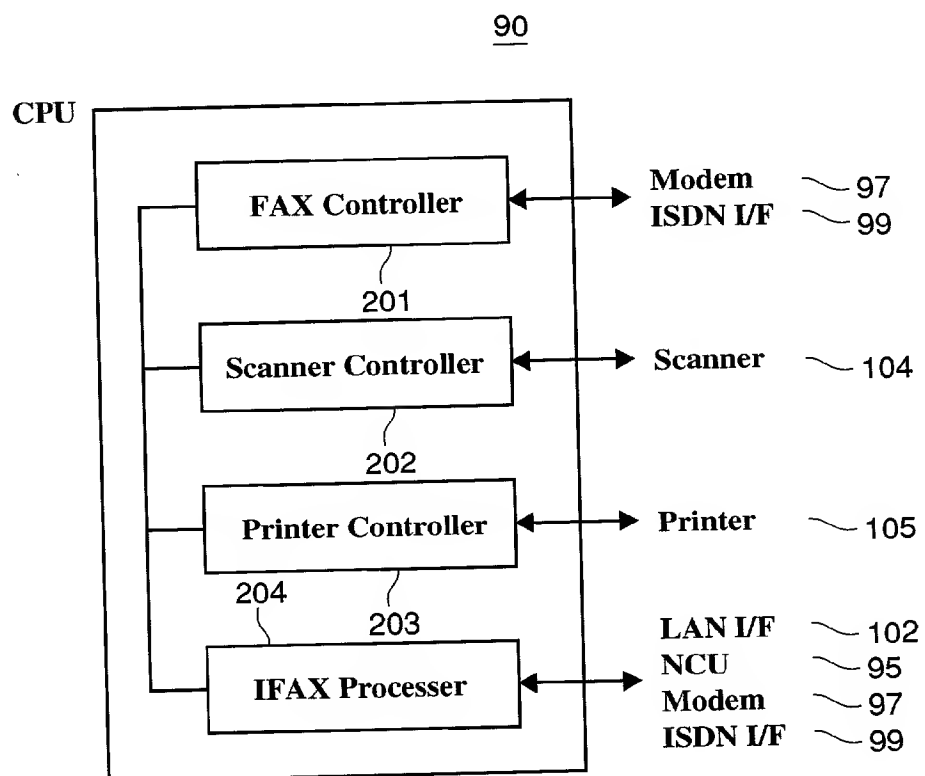 90
CPU
FAX Controller
Modem 97
ISDN I/F 99
201
Scanner Controller
Scanner 104
202
Printer Controller
Printer 105
204
203
IFAX Processer
LAN I/F 102
NCU 95
Modem 97
ISDN I/F 99